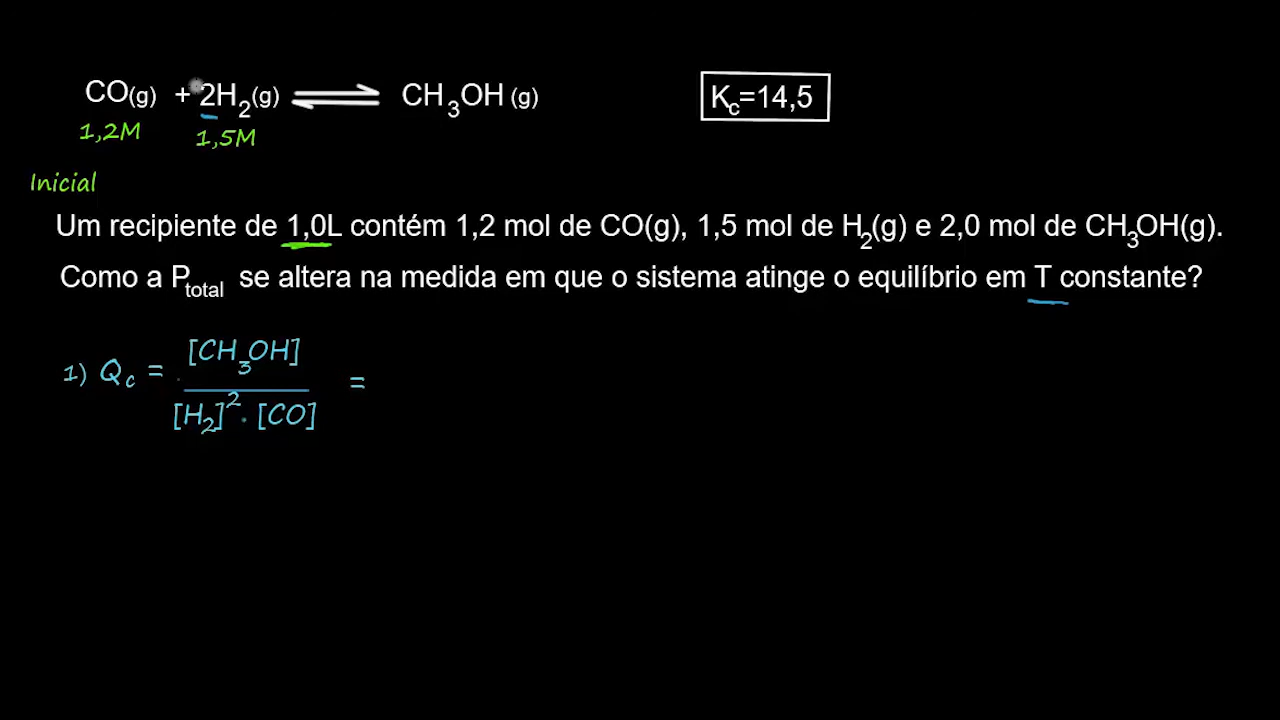 CO(g) + 2H₂(g) ⇌ CH₃OH (g) K꜀=14,5
1,2M 1,5M
Inicial
Um recipiente de 1,0L contém 1,2 mol de CO(g), 1,5 mol de H₂(g) e 2,0 mol de CH₃OH(g).
Como a Ptotal se altera na medida em que o sistema atinge o equilíbrio em T constante?
1) Qc = [CH₃OH] / [H₂]² · [CO] =